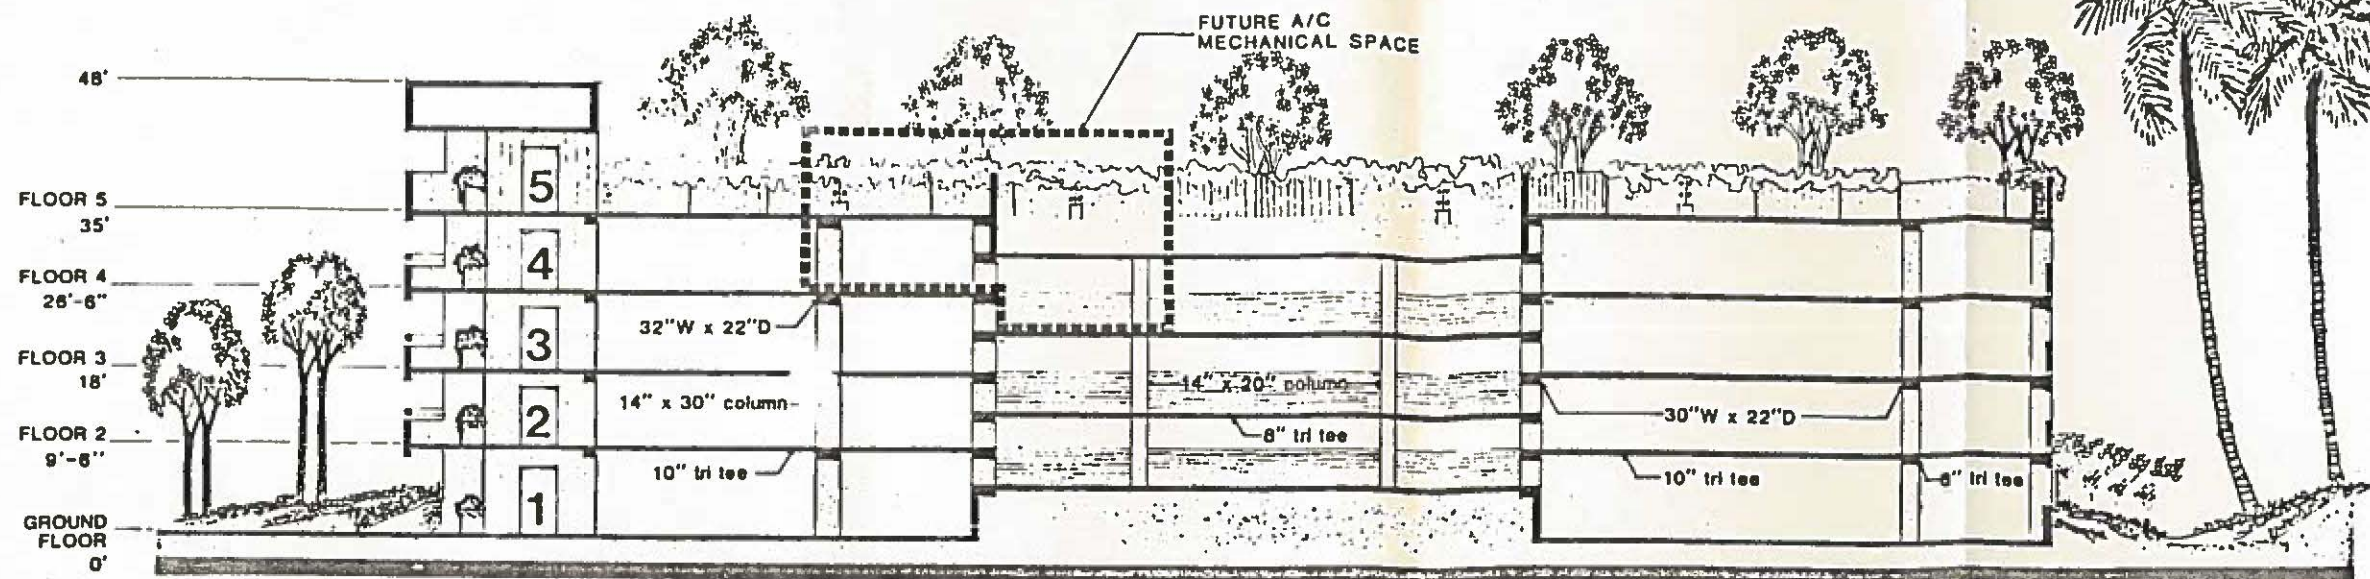 FUTURE A/C
MECHANICAL SPACE
48'
FLOOR 5
35'
5
FLOOR 4
26'-6"
4
32"W x 22"D
FLOOR 3
18'
3
14" x 30" column
14" x 20" column
30"W x 22"D
FLOOR 2
9'-6"
2
8" tri tee
10" tri tee
10" tri tee
8" tri tee
1
GROUND
FLOOR
0'